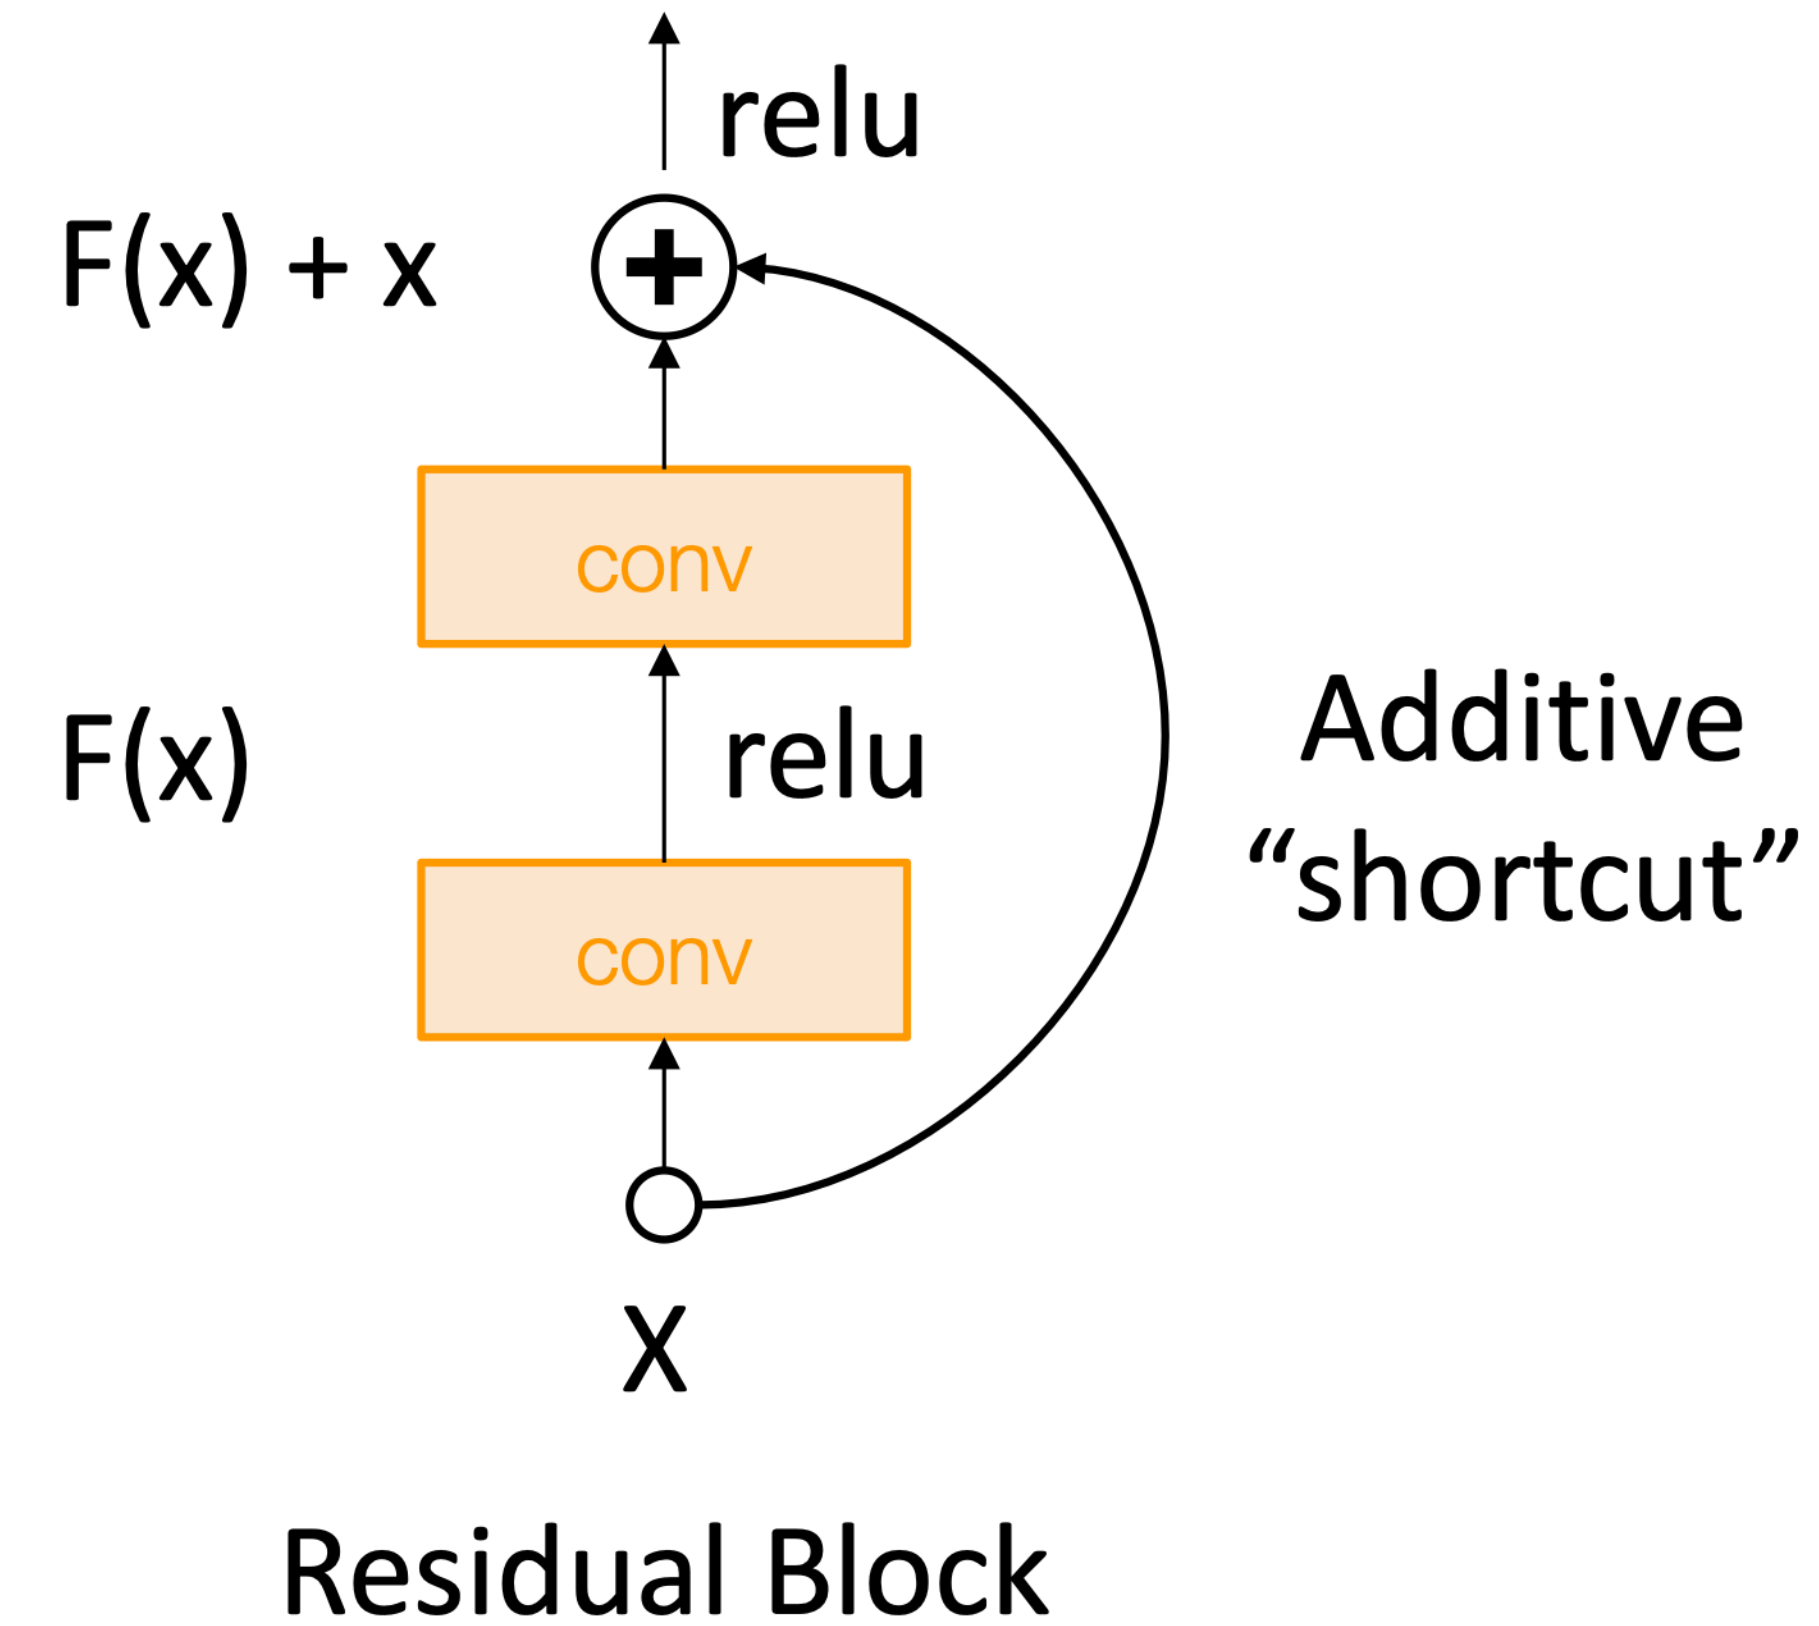 relu
F(x) + x
conv
F(x)
relu
Additive
“shortcut”
conv
X
Residual Block